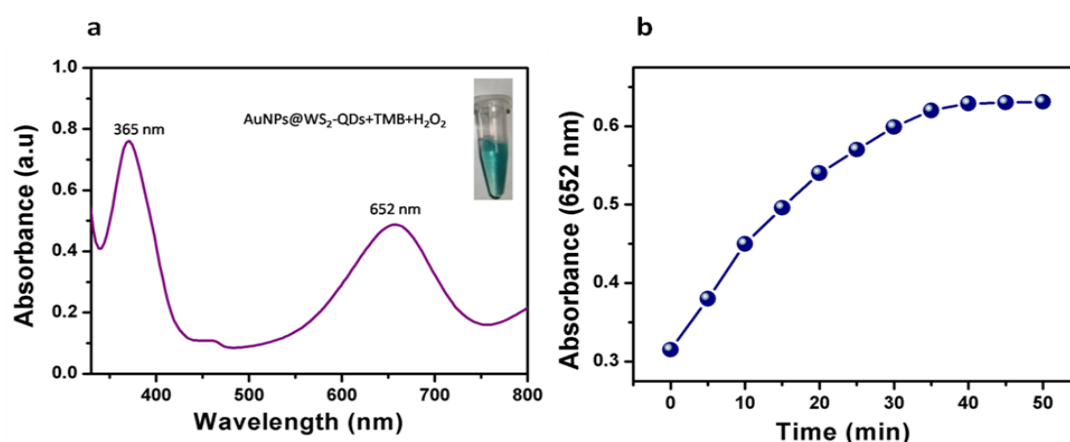 a
Absorbance (a.u)
1.0
0.8
0.6
0.4
0.2
0.0
365 nm
AuNPs@WS₂-QDs+TMB+H₂O₂
652 nm
400
500
600
700
800
Wavelength (nm)
b
Absorbance (652 nm)
0.6
0.5
0.4
0.3
0
10
20
30
40
50
Time (min)